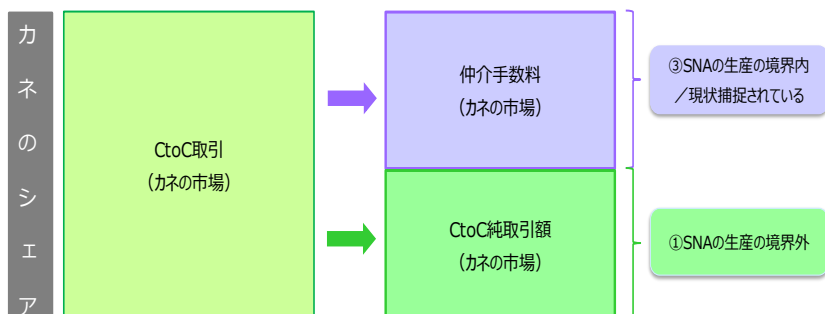 カネのシェア
CtoC取引
（カネの市場）
仲介手数料
（カネの市場）
CtoC純取引額
（カネの市場）
③SNAの生産の境界内
／現状捕捉されている
①SNAの生産の境界外